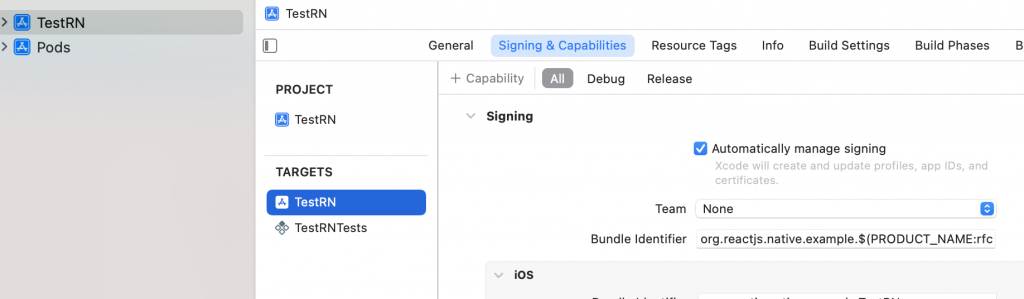 TestRN
Pods
TestRN
General Signing & Capabilities Resource Tags Info Build Settings Build Phases B
+ Capability All Debug Release
PROJECT
TestRN
TARGETS
TestRN
TestRNTests
Signing
Automatically manage signing
Xcode will create and update profiles, app IDs, and
certificates.
Team None
Bundle Identifier org.reactjs.native.example.$(PRODUCT_NAME:rfc
iOS